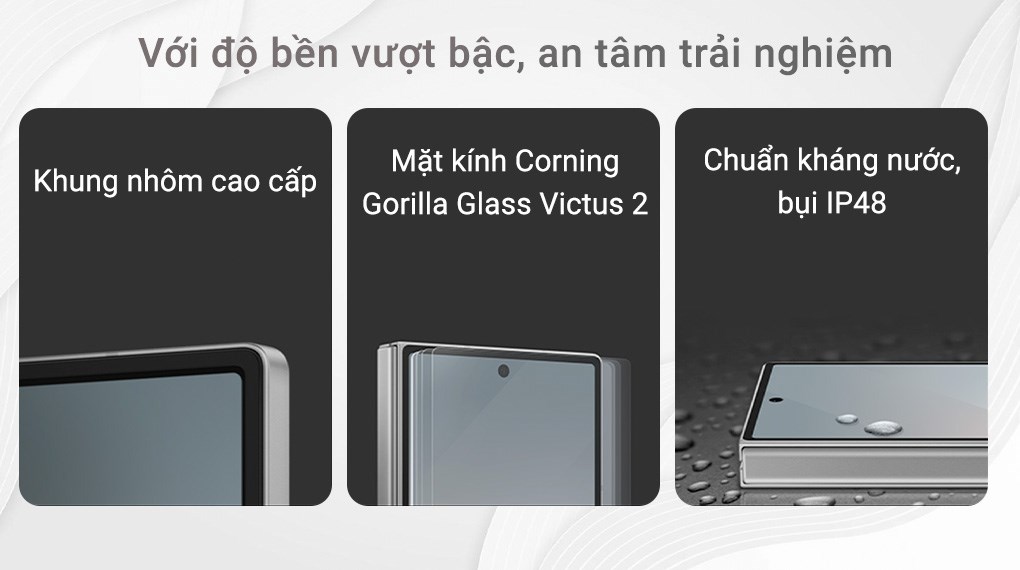 Với độ bền vượt bậc, an tâm trải nghiệm
Khung nhôm cao cấp
Mặt kính Corning
Gorilla Glass Victus 2
Chuẩn kháng nước,
bụi IP48